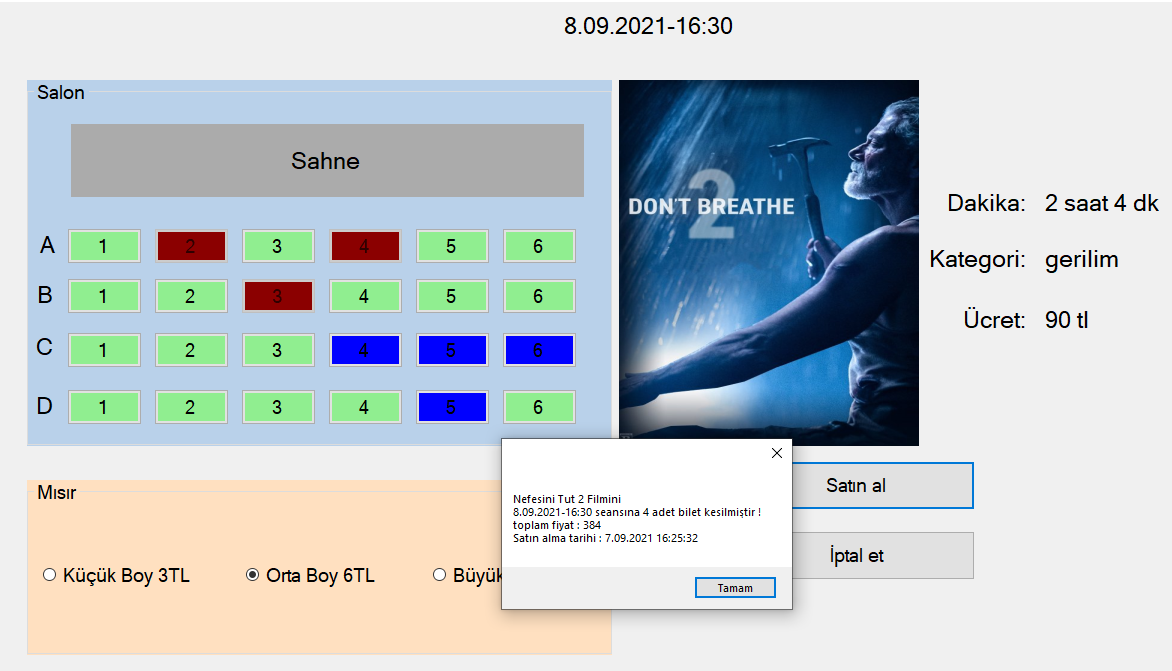 8.09.2021-16:30
Salon
Sahne
A 1 2 3 4 5 6
B 1 2 3 4 5 6
C 1 2 3 4 5 6
D 1 2 3 4 5 6
2
DON'T BREATHE
Dakika: 2 saat 4 dk
Kategori: gerilim
Ücret: 90 tl
Mısır
Küçük Boy 3TL
Orta Boy 6TL
Büyük
Nefesini Tut 2 Filmini
8.09.2021-16:30 seansına 4 adet bilet kesilmiştir !
toplam fiyat : 384
Satın alma tarihi : 7.09.2021 16:25:32
Tamam
Satın al
İptal et